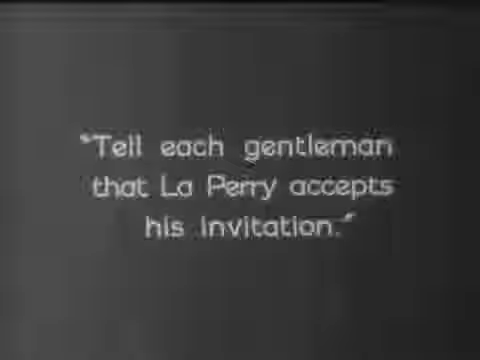 "Tell each gentleman
that La Perry accepts
his invitation."